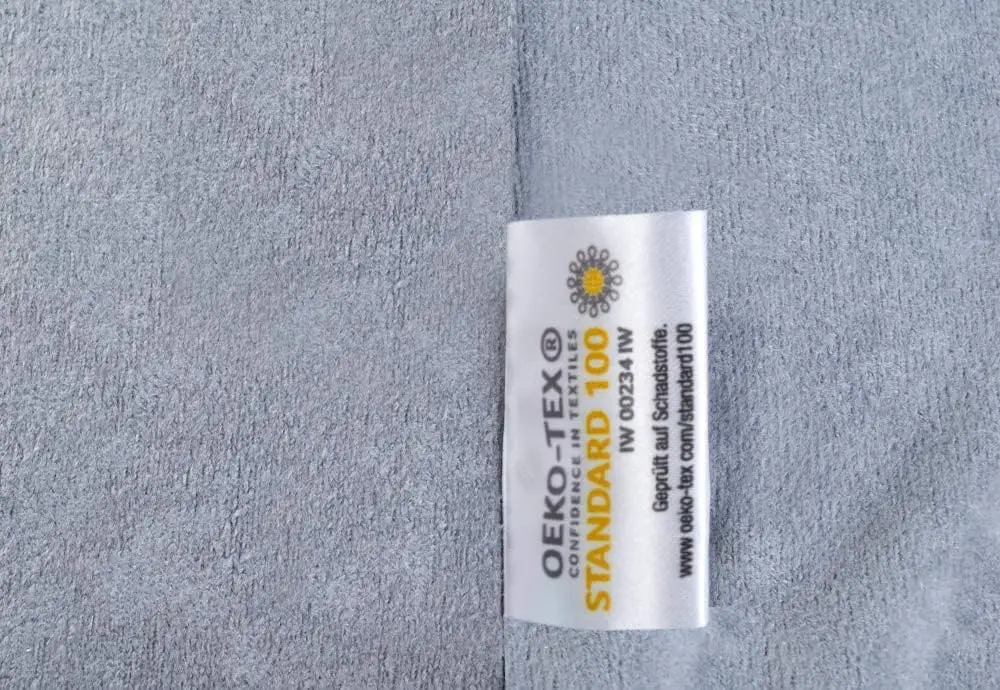 OEKO-TEX®
CONFIDENCE IN TEXTILES
STANDARD 100
IW 00234 IW
Geprüft auf Schadstoffe.
www oeko-tex com/standard100